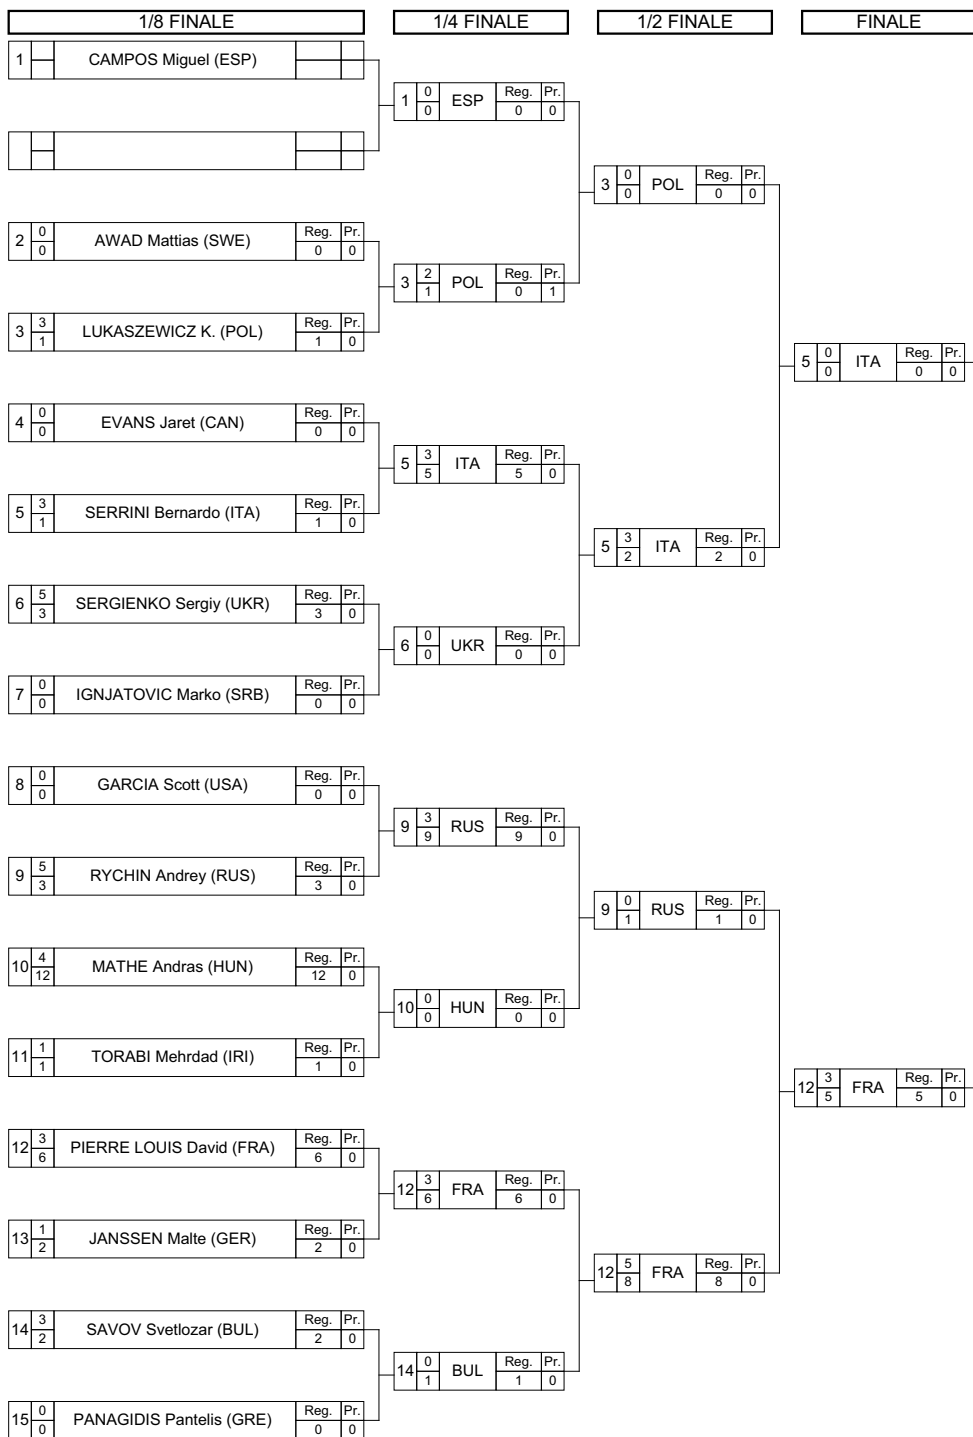 1/8 FINALE 1/4 FINALE 1/2 FINALE FINALE
1 CAMPOS Miguel (ESP)
1 0 0 ESP Reg. Pr. 0 0
3 0 0 POL Reg. Pr. 0 0
2 0 0 AWAD Mattias (SWE) Reg. Pr. 0 0
3 2 1 POL Reg. Pr. 0 1
3 3 1 LUKASZEWICZ K. (POL) Reg. Pr. 1 0
5 0 0 ITA Reg. Pr. 0 0
4 0 0 EVANS Jaret (CAN) Reg. Pr. 0 0
5 3 5 ITA Reg. Pr. 5 0
5 3 1 SERRINI Bernardo (ITA) Reg. Pr. 1 0
5 3 2 ITA Reg. Pr. 2 0
6 5 3 SERGIENKO Sergiy (UKR) Reg. Pr. 3 0
6 0 0 UKR Reg. Pr. 0 0
7 0 0 IGNJATOVIC Marko (SRB) Reg. Pr. 0 0
8 0 0 GARCIA Scott (USA) Reg. Pr. 0 0
9 3 9 RUS Reg. Pr. 9 0
9 5 3 RYCHIN Andrey (RUS) Reg. Pr. 3 0
9 0 1 RUS Reg. Pr. 1 0
10 4 12 MATHE Andras (HUN) Reg. Pr. 12 0
10 0 0 HUN Reg. Pr. 0 0
11 1 1 TORABI Mehrdad (IRI) Reg. Pr. 1 0
12 3 5 FRA Reg. Pr. 5 0
12 3 6 PIERRE LOUIS David (FRA) Reg. Pr. 6 0
12 3 6 FRA Reg. Pr. 6 0
13 1 2 JANSSEN Malte (GER) Reg. Pr. 2 0
12 5 8 FRA Reg. Pr. 8 0
14 3 2 SAVOV Svetlozar (BUL) Reg. Pr. 2 0
14 0 1 BUL Reg. Pr. 1 0
15 0 0 PANAGIDIS Pantelis (GRE) Reg. Pr. 0 0